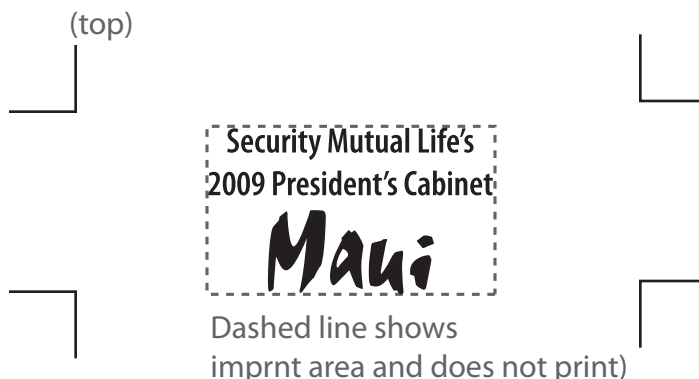 (top)
Security Mutual Life's
2009 President's Cabinet
Maui
Dashed line shows
imprnt area and does not print)